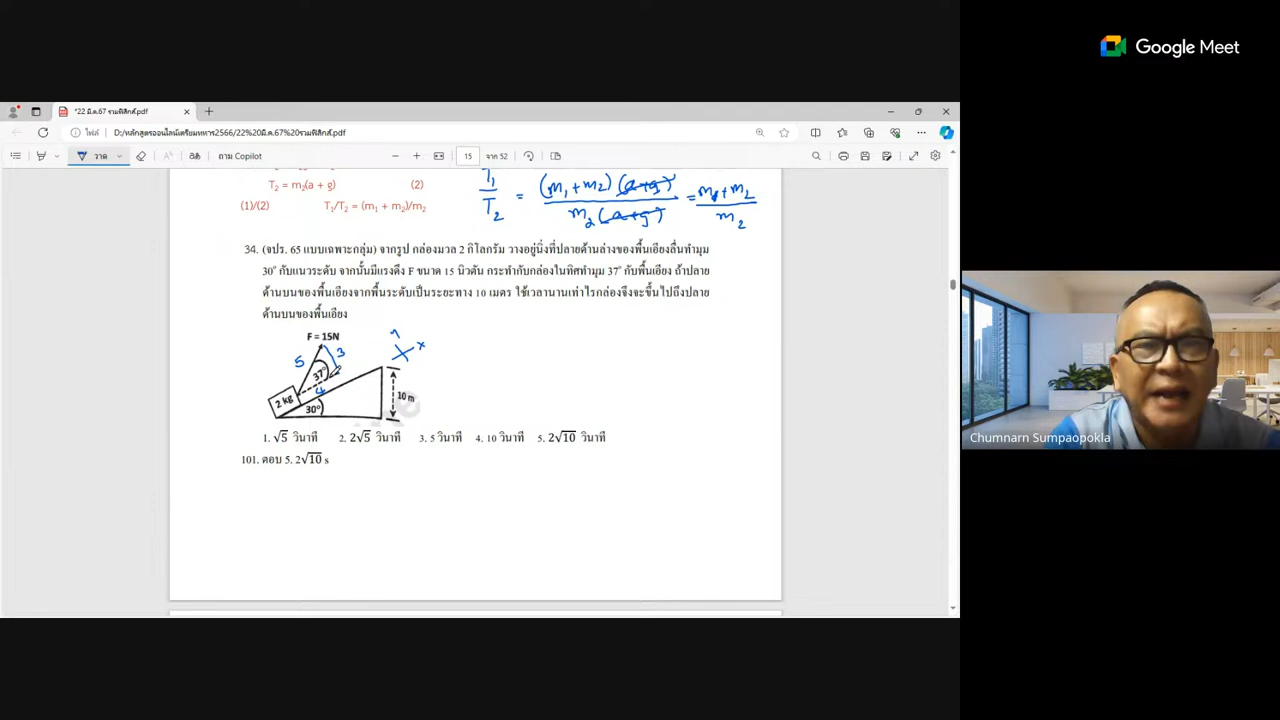 Google Meet
*22 มี.ค.67 รวมฟิสิกส์.pdf
ไฟล์ D:/หลักสูตรออนไลน์เตรียมทหาร2566/22%20มี.ค.67%20รวมฟิสิกส์.pdf
วาด ถาม Copilot 15 จาก 52
T₂ = m₂(a + g) (2)
(1)/(2) T₁/T₂ = (m₁ + m₂)/m₂
T₁/T₂ = (m₁+m₂)(a+g)/m₂(a+g) = m₁+m₂/m₂
34. (จปร. 65 แบบเฉพาะกลุ่ม) จากรูป กล่องมวล 2 กิโลกรัม วางอยู่นิ่งที่ปลายด้านล่างของพื้นเอียงลื่นทำมุม
30° กับแนวระดับ จากนั้นมีแรงดึง F ขนาด 15 นิวตัน กระทำกับกล่องในทิศทำมุม 37° กับพื้นเอียง ถ้าปลาย
ด้านบนของพื้นเอียงจากพื้นระดับเป็นระยะทาง 10 เมตร ใช้เวลานานเท่าไรกล่องจึงจะขึ้นไปถึงปลาย
ด้านบนของพื้นเอียง
F = 15N
5 3 x
37°
4
2 kg 30° 10 m
1. √5 วินาที 2. 2√5 วินาที 3. 5 วินาที 4. 10 วินาที 5. 2√10 วินาที
101. ตอบ 5. 2√10 s
Chumnarn Sumpaopokla